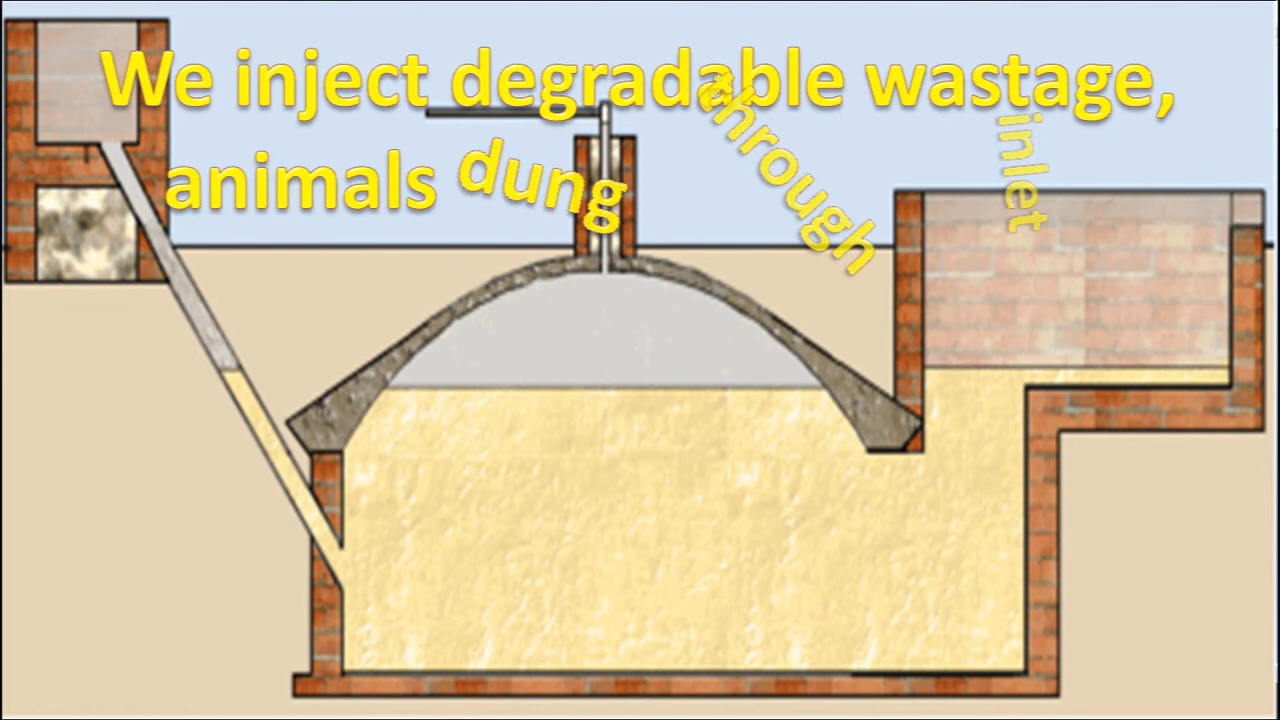 We inject degradable wastage,
animals dung through inlet